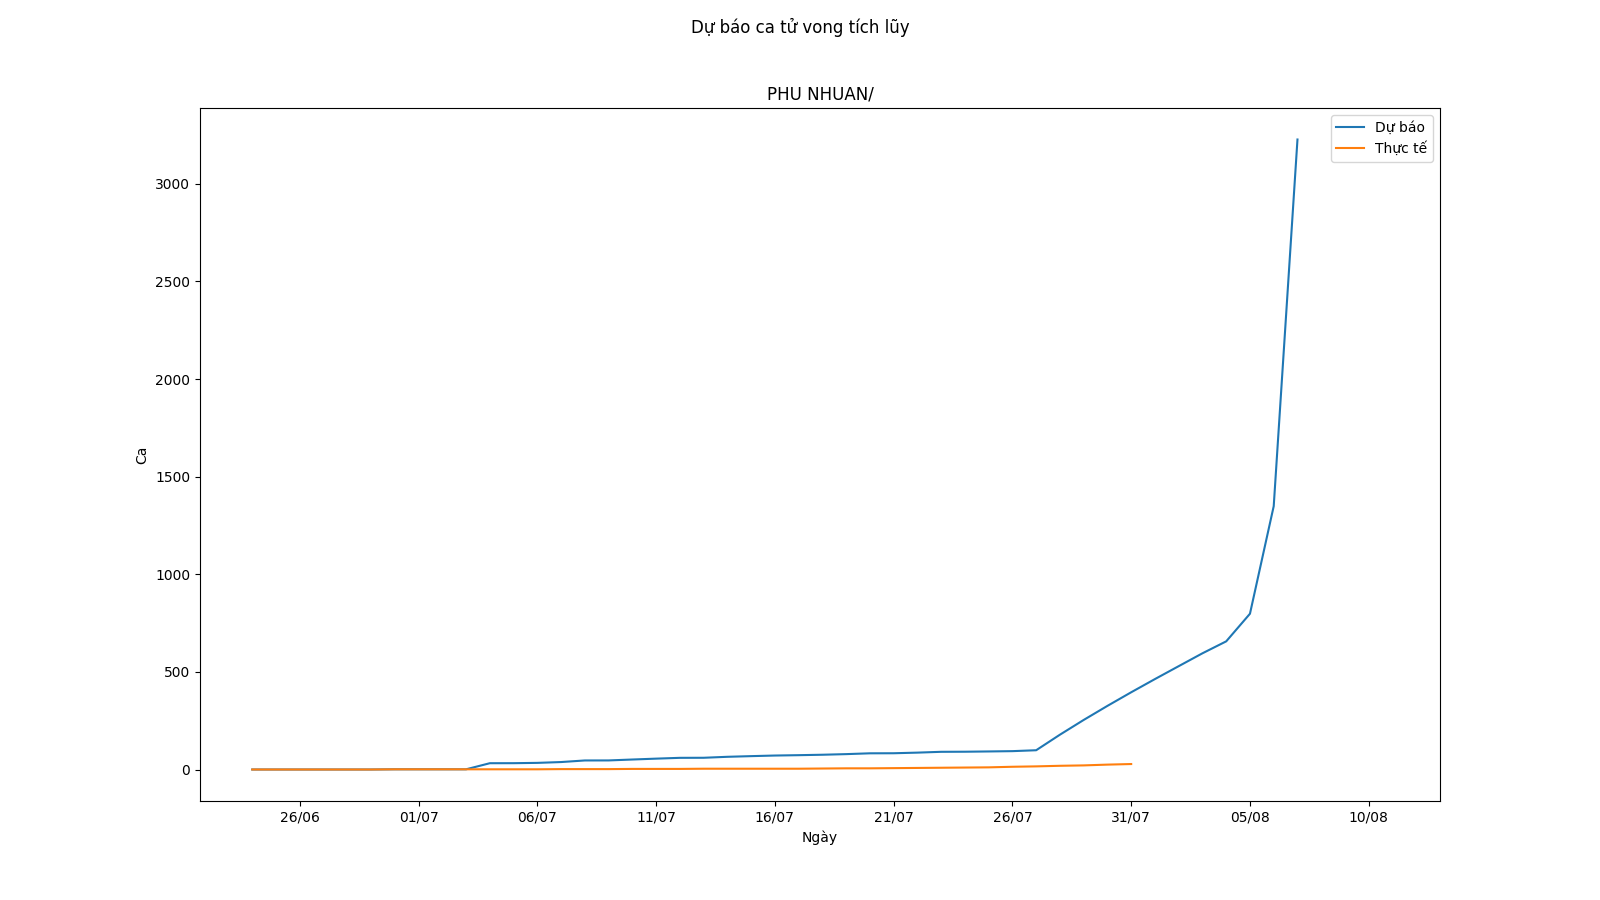 Dự báo ca tử vong tích lũy
PHU NHUAN/
Dự báo
Thực tế
3000
2500
2000
1500
1000
500
0
Ca
26/06
01/07
06/07
11/07
16/07
21/07
26/07
31/07
05/08
10/08
Ngày